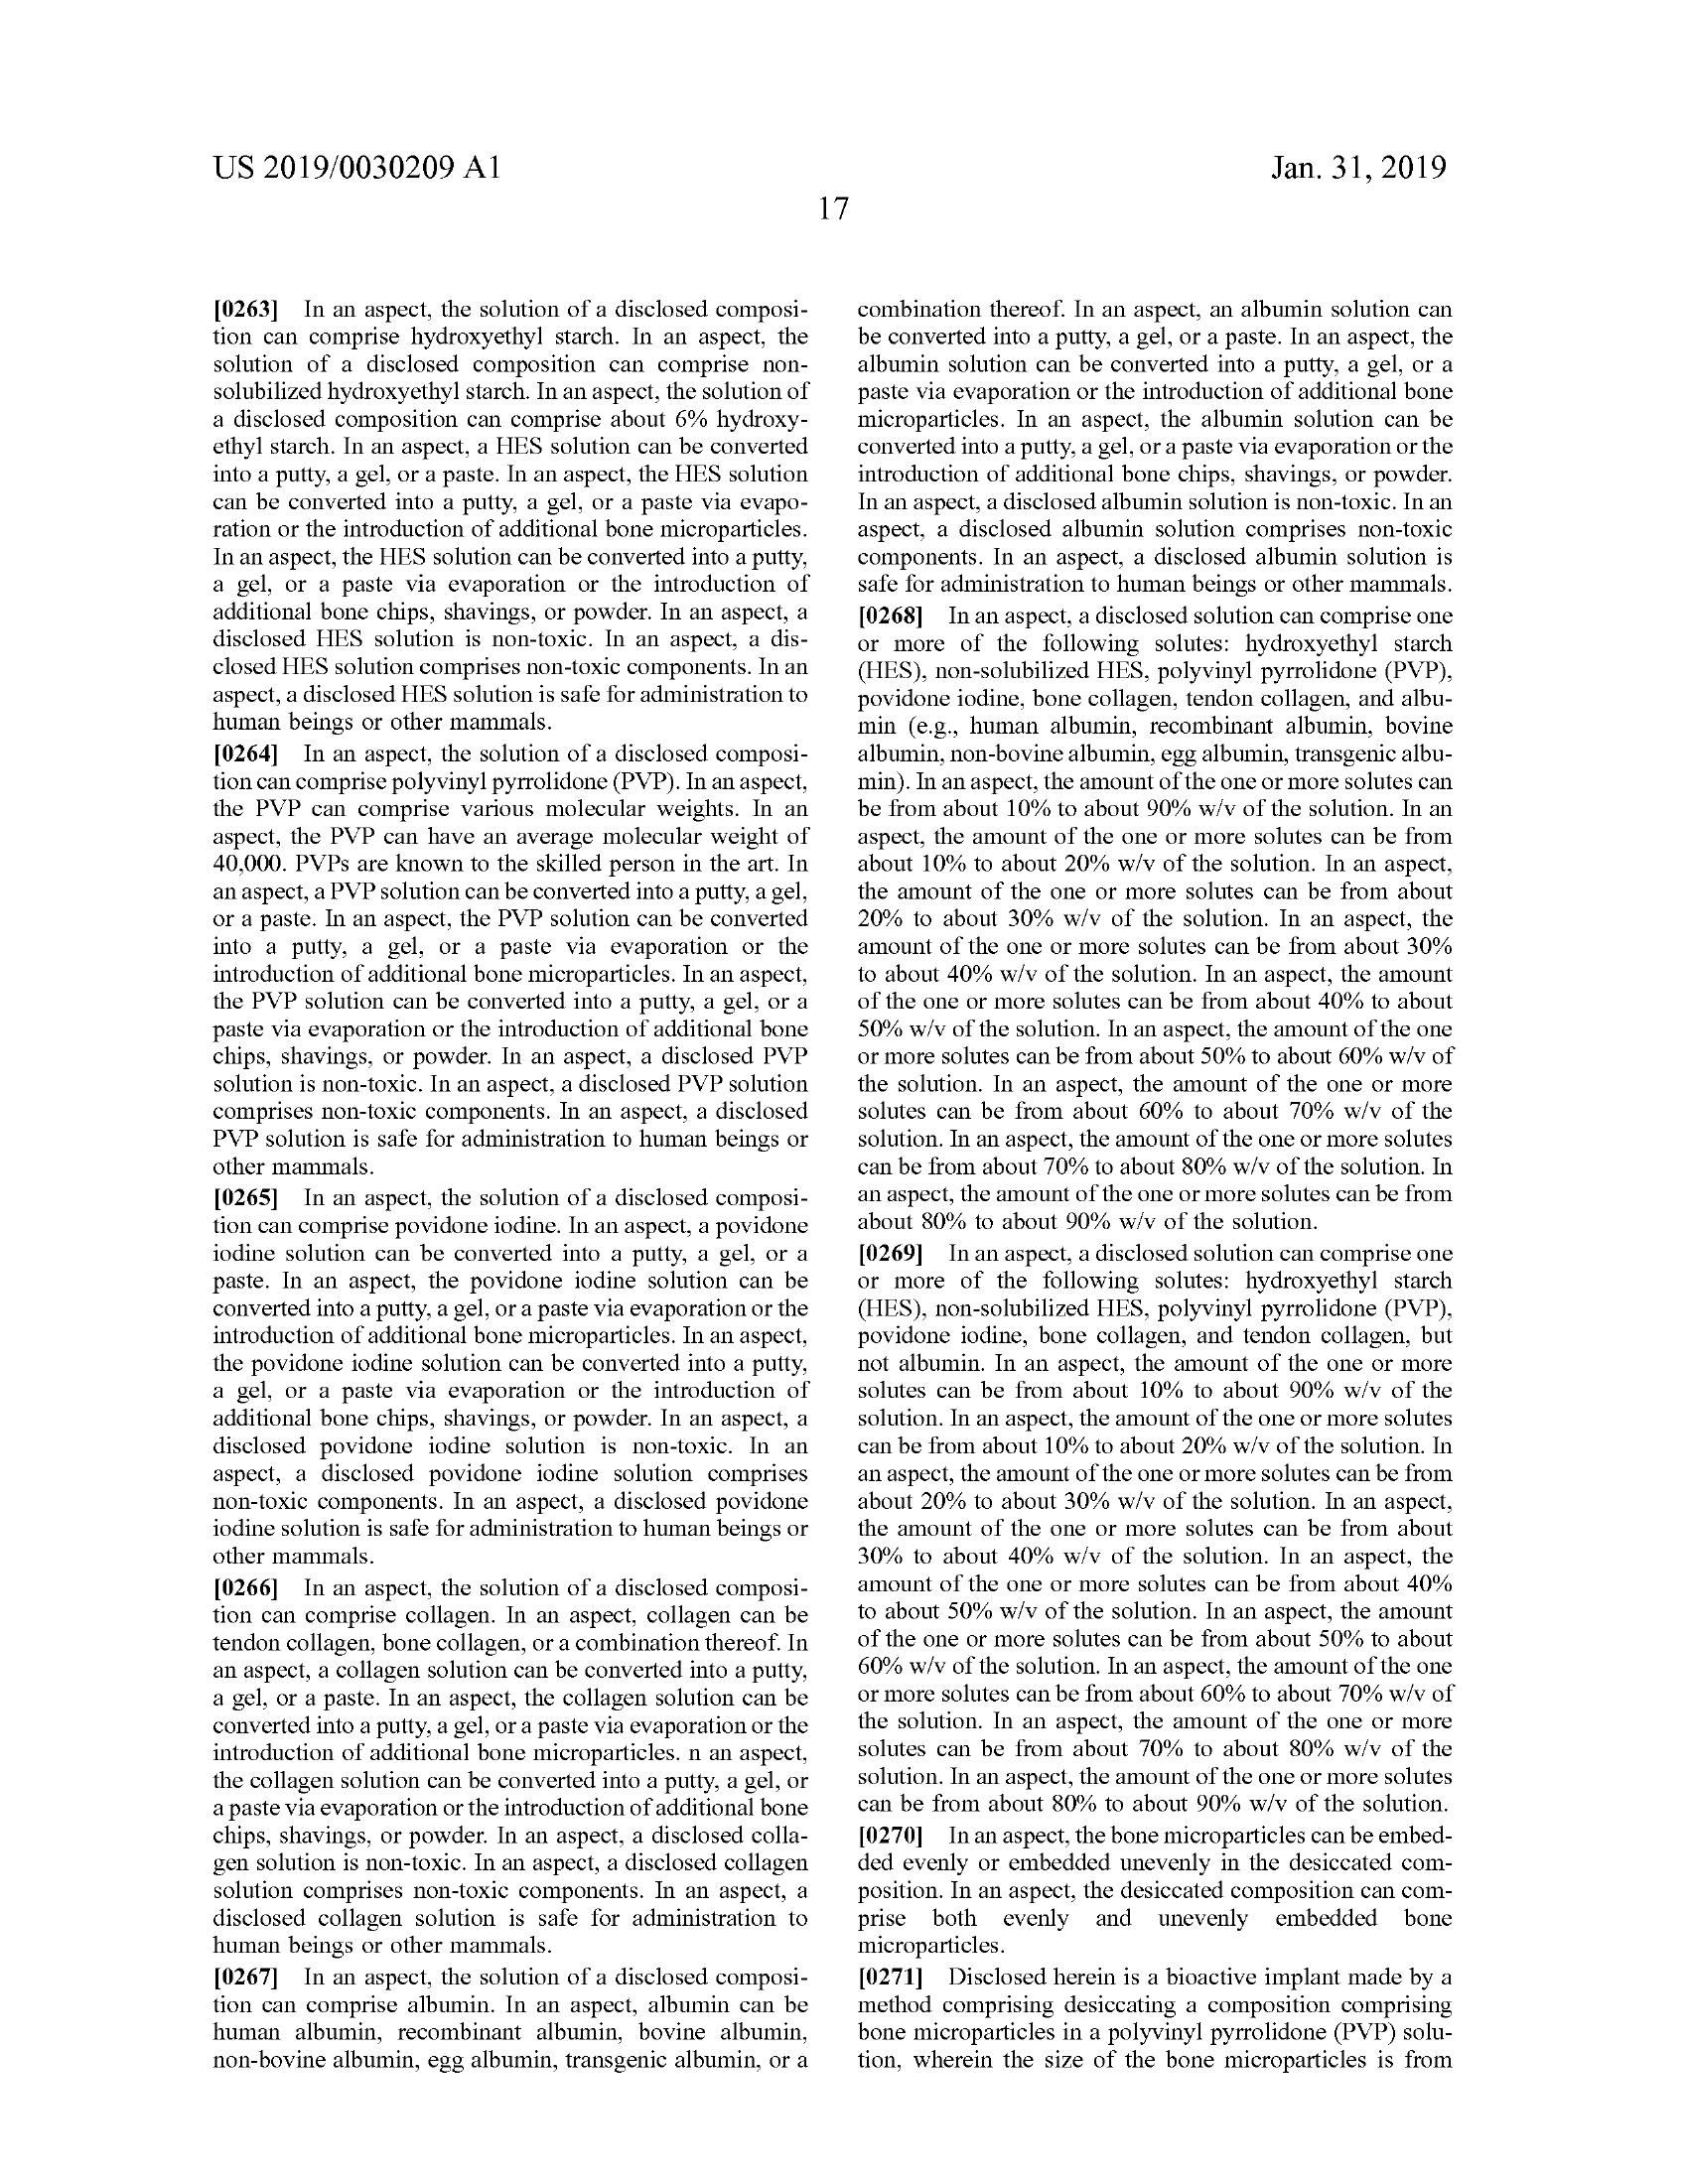 US 2019/0030209 A1
Jan. 31, 2019
17
[0263] In an aspect, the solution of a disclosed composi-
tion can comprise hydroxyethyl starch. In an aspect, the
solution of a disclosed composition can comprise non-
solubilized hydroxyethyl starch. In an aspect, the solution of
a disclosed composition can comprise about 6% hydroxy-
ethyl starch. In an aspect, a HES solution can be converted
into a putty, a gel, or a paste. In an aspect, the HES solution
can be converted into a putty, a gel, or a paste via evapo-
ration or the introduction of additional bone microparticles.
In an aspect, the HES solution can be converted into a putty,
a gel, or a paste via evaporation or the introduction of
additional bone chips, shavings, or powder. In an aspect, a
disclosed HES solution is non-toxic. In an aspect, a dis-
closed HES solution comprises non-toxic components. In an
aspect, a disclosed HES solution is safe for administration to
human beings or other mammals.
[0264] In an aspect, the solution of a disclosed composi-
tion can comprise polyvinyl pyrrolidone (PVP). In an aspect,
the PVP can comprise various molecular weights. In an
aspect, the PVP can have an average molecular weight of
40,000. PVPs are known to the skilled person in the art. In
an aspect, a PVP solution can be converted into a putty, a gel,
or a paste. In an aspect, the PVP solution can be converted
into a putty, a gel, or a paste via evaporation or the
introduction of additional bone microparticles. In an aspect,
the PVP solution can be converted into a putty, a gel, or a
paste via evaporation or the introduction of additional bone
chips, shavings, or powder. In an aspect, a disclosed PVP
solution is non-toxic. In an aspect, a disclosed PVP solution
comprises non-toxic components. In an aspect, a disclosed
PVP solution is safe for administration to human beings or
other mammals.
[0265] In an aspect, the solution of a disclosed composi-
tion can comprise povidone iodine. In an aspect, a povidone
iodine solution can be converted into a putty, a gel, or a
paste. In an aspect, the povidone iodine solution can be
converted into a putty, a gel, or a paste via evaporation or the
introduction of additional bone microparticles. In an aspect,
the povidone iodine solution can be converted into a putty,
a gel, or a paste via evaporation or the introduction of
additional bone chips, shavings, or powder. In an aspect, a
disclosed povidone iodine solution is non-toxic. In an
aspect, a disclosed povidone iodine solution comprises
non-toxic components. In an aspect, a disclosed povidone
iodine solution is safe for administration to human beings or
other mammals.
[0266] In an aspect, the solution of a disclosed composi-
tion can comprise collagen. In an aspect, collagen can be
tendon collagen, bone collagen, or a combination thereof. In
an aspect, a collagen solution can be converted into a putty,
a gel, or a paste. In an aspect, the collagen solution can be
converted into a putty, a gel, or a paste via evaporation or the
introduction of additional bone microparticles. n an aspect,
the collagen solution can be converted into a putty, a gel, or
a paste via evaporation or the introduction of additional bone
chips, shavings, or powder. In an aspect, a disclosed colla-
gen solution is non-toxic. In an aspect, a disclosed collagen
solution comprises non-toxic components. In an aspect, a
disclosed collagen solution is safe for administration to
human beings or other mammals.
[0267] In an aspect, the solution of a disclosed composi-
tion can comprise albumin. In an aspect, albumin can be
human albumin, recombinant albumin, bovine albumin,
non-bovine albumin, egg albumin, transgenic albumin, or a
combination thereof. In an aspect, an albumin solution can
be converted into a putty, a gel, or a paste. In an aspect, the
albumin solution can be converted into a putty, a gel, or a
paste via evaporation or the introduction of additional bone
microparticles. In an aspect, the albumin solution can be
converted into a putty, a gel, or a paste via evaporation or the
introduction of additional bone chips, shavings, or powder.
In an aspect, a disclosed albumin solution is non-toxic. In an
aspect, a disclosed albumin solution comprises non-toxic
components. In an aspect, a disclosed albumin solution is
safe for administration to human beings or other mammals.
[0268] In an aspect, a disclosed solution can comprise one
or more of the following solutes: hydroxyethyl starch
(HES), non-solubilized HES, polyvinyl pyrrolidone (PVP),
povidone iodine, bone collagen, tendon collagen, and albu-
min (e.g., human albumin, recombinant albumin, bovine
albumin, non-bovine albumin, egg albumin, transgenic albu-
min). In an aspect, the amount of the one or more solutes can
be from about 10% to about 90% w/v of the solution. In an
aspect, the amount of the one or more solutes can be from
about 10% to about 20% w/v of the solution. In an aspect,
the amount of the one or more solutes can be from about
20% to about 30% w/v of the solution. In an aspect, the
amount of the one or more solutes can be from about 30%
to about 40% w/v of the solution. In an aspect, the amount
of the one or more solutes can be from about 40% to about
50% w/v of the solution. In an aspect, the amount of the one
or more solutes can be from about 50% to about 60% w/v of
the solution. In an aspect, the amount of the one or more
solutes can be from about 60% to about 70% w/v of the
solution. In an aspect, the amount of the one or more solutes
can be from about 70% to about 80% w/v of the solution. In
an aspect, the amount of the one or more solutes can be from
about 80% to about 90% w/v of the solution.
[0269] In an aspect, a disclosed solution can comprise one
or more of the following solutes: hydroxyethyl starch
(HES), non-solubilized HES, polyvinyl pyrrolidone (PVP),
povidone iodine, bone collagen, and tendon collagen, but
not albumin. In an aspect, the amount of the one or more
solutes can be from about 10% to about 90% w/v of the
solution. In an aspect, the amount of the one or more solutes
can be from about 10% to about 20% w/v of the solution. In
an aspect, the amount of the one or more solutes can be from
about 20% to about 30% w/v of the solution. In an aspect,
the amount of the one or more solutes can be from about
30% to about 40% w/v of the solution. In an aspect, the
amount of the one or more solutes can be from about 40%
to about 50% w/v of the solution. In an aspect, the amount
of the one or more solutes can be from about 50% to about
60% w/v of the solution. In an aspect, the amount of the one
or more solutes can be from about 60% to about 70% w/v of
the solution. In an aspect, the amount of the one or more
solutes can be from about 70% to about 80% w/v of the
solution. In an aspect, the amount of the one or more solutes
can be from about 80% to about 90% w/v of the solution.
[0270] In an aspect, the bone microparticles can be embed-
ded evenly or embedded unevenly in the desiccated com-
position. In an aspect, the desiccated composition can com-
prise both evenly and unevenly embedded bone
microparticles.
[0271] Disclosed herein is a bioactive implant made by a
method comprising desiccating a composition comprising
bone microparticles in a polyvinyl pyrrolidone (PVP) solu-
tion, wherein the size of the bone microparticles is from